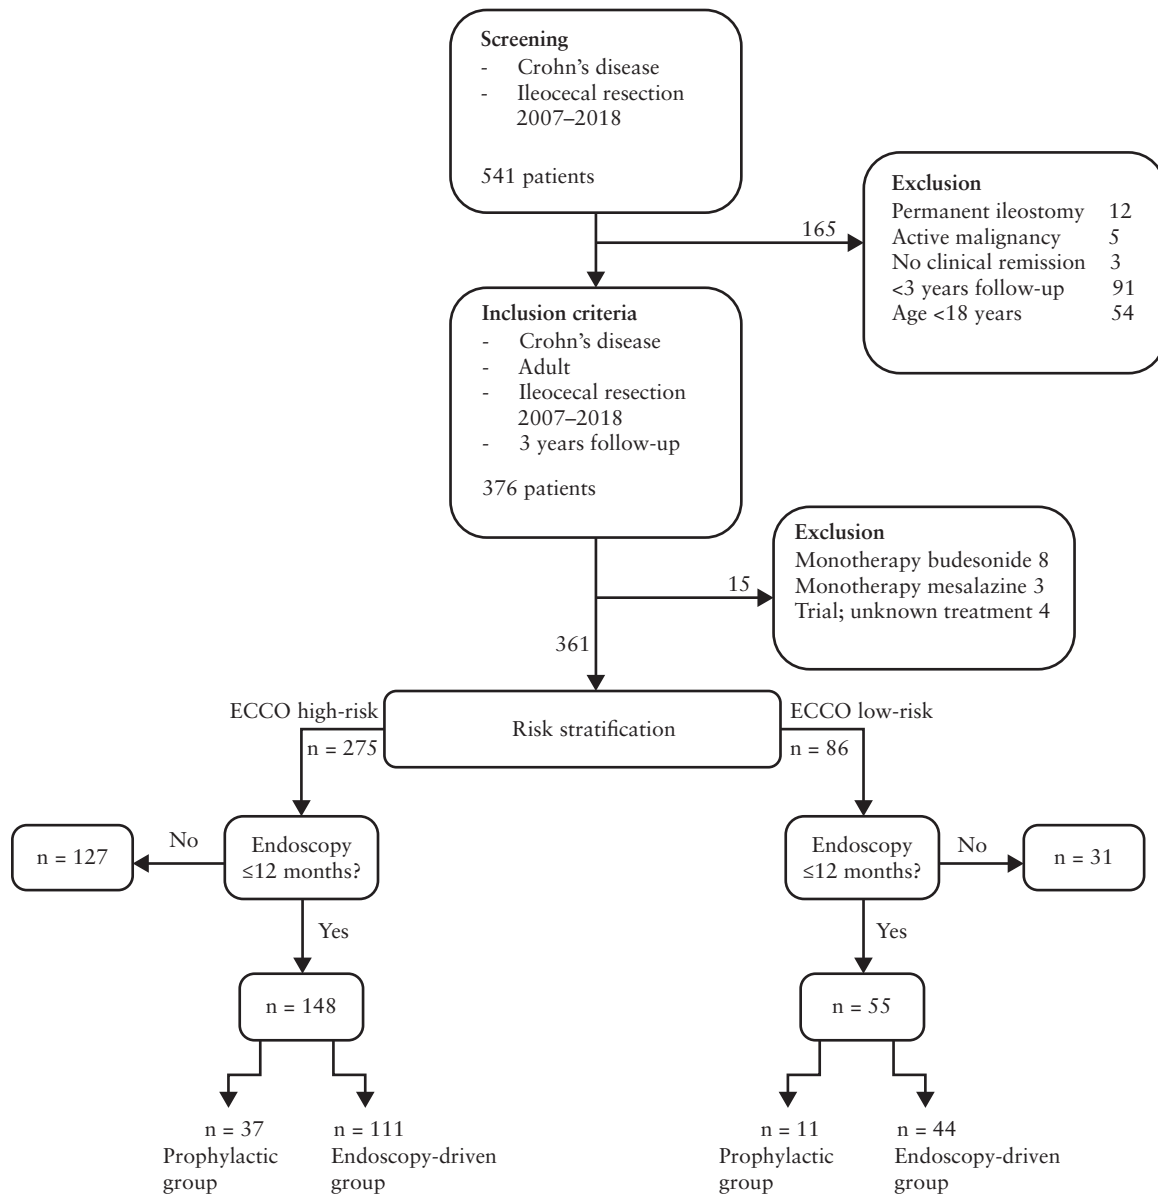 Screening
- Crohn's disease
- Ileocecal resection
2007–2018
541 patients
165
Exclusion
Permanent ileostomy 12
Active malignancy 5
No clinical remission 3
<3 years follow-up 91
Age <18 years 54
Inclusion criteria
- Crohn's disease
- Adult
- Ileocecal resection
2007–2018
- 3 years follow-up
376 patients
15
Exclusion
Monotherapy budesonide 8
Monotherapy mesalazine 3
Trial; unknown treatment 4
361
Risk stratification
ECCO high-risk
n = 275
ECCO low-risk
n = 86
Endoscopy
≤12 months?
No
n = 127
Yes
n = 148
n = 37
Prophylactic
group
n = 111
Endoscopy-driven
group
Endoscopy
≤12 months?
No
n = 31
Yes
n = 55
n = 11
Prophylactic
group
n = 44
Endoscopy-driven
group